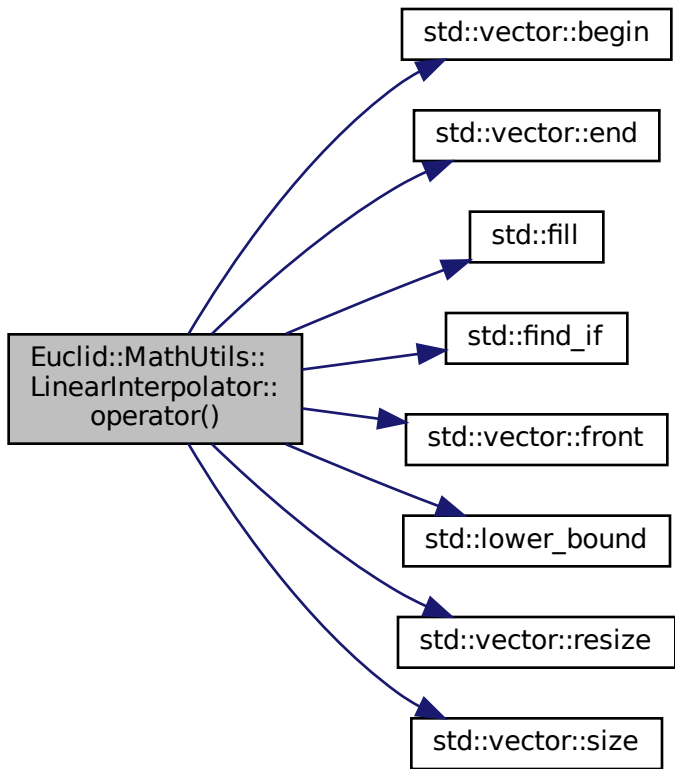 std::vector::begin
std::vector::end
std::fill
std::find_if
Euclid::MathUtils::
LinearInterpolator::
operator()
std::vector::front
std::lower_bound
std::vector::resize
std::vector::size